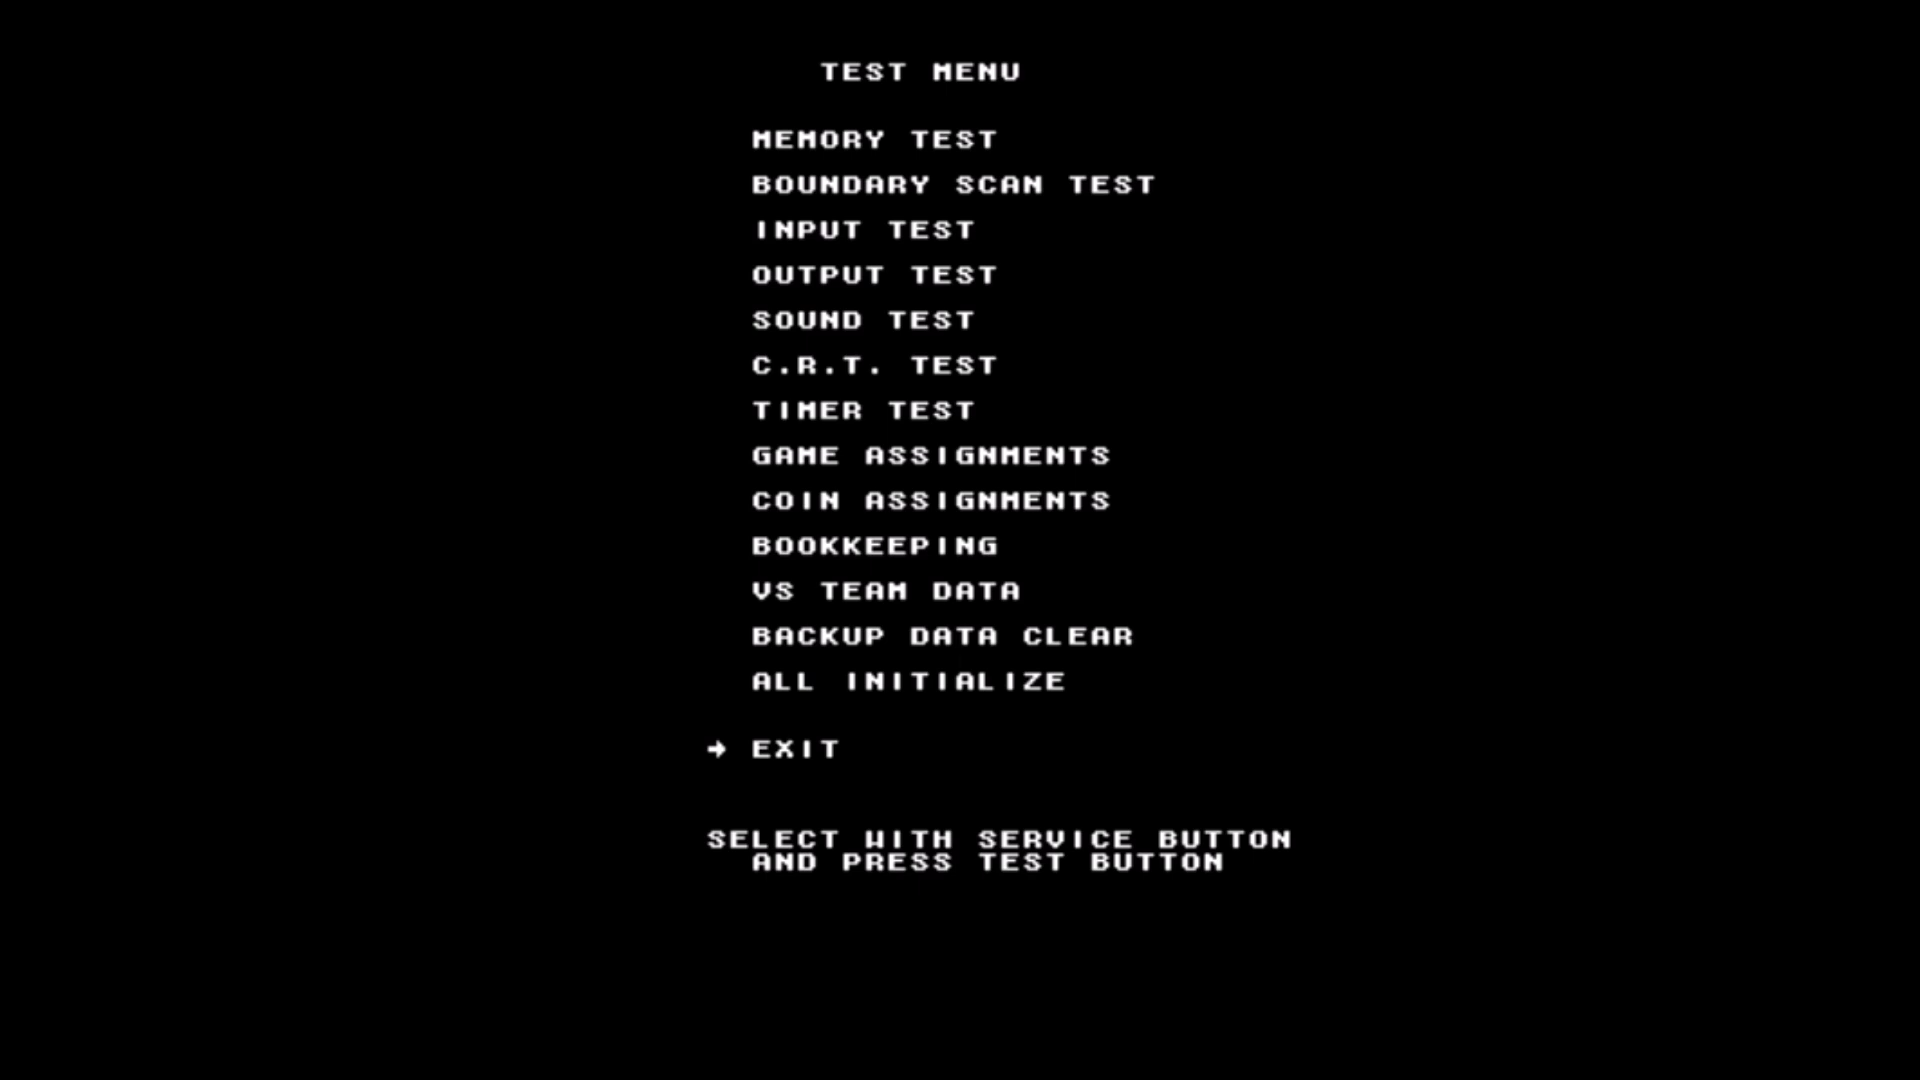 TEST MENU
MEMORY TEST
BOUNDARY SCAN TEST
INPUT TEST
OUTPUT TEST
SOUND TEST
C.R.T. TEST
TIMER TEST
GAME ASSIGNMENTS
COIN ASSIGNMENTS
BOOKKEEPING
VS TEAM DATA
BACKUP DATA CLEAR
ALL INITIALIZE
→ EXIT
SELECT WITH SERVICE BUTTON
AND PRESS TEST BUTTON